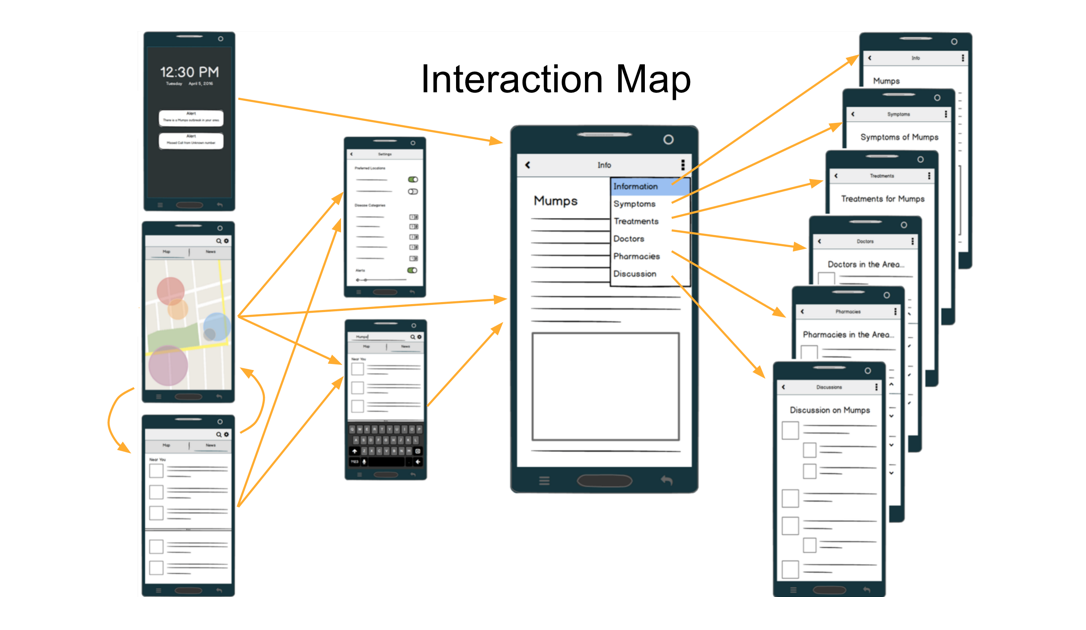 Interaction Map
12:30 PM
Tuesday April 5, 2016
Alert
There is a Mumps outbreak in your area
Alert
Missed Call from Unknown number
Map
News
Map
News
Near You
Settings
Preferred Locations
Disease Categories
Alerts
Mumps
Map
News
Near You
Info
Mumps
Information
Symptoms
Treatments
Doctors
Pharmacies
Discussion
Info
Mumps
Symptoms
Symptoms of Mumps
Treatments
Treatments for Mumps
Doctors
Doctors in the Area...
Pharmacies
Pharmacies in the Area...
Discussions
Discussion on Mumps